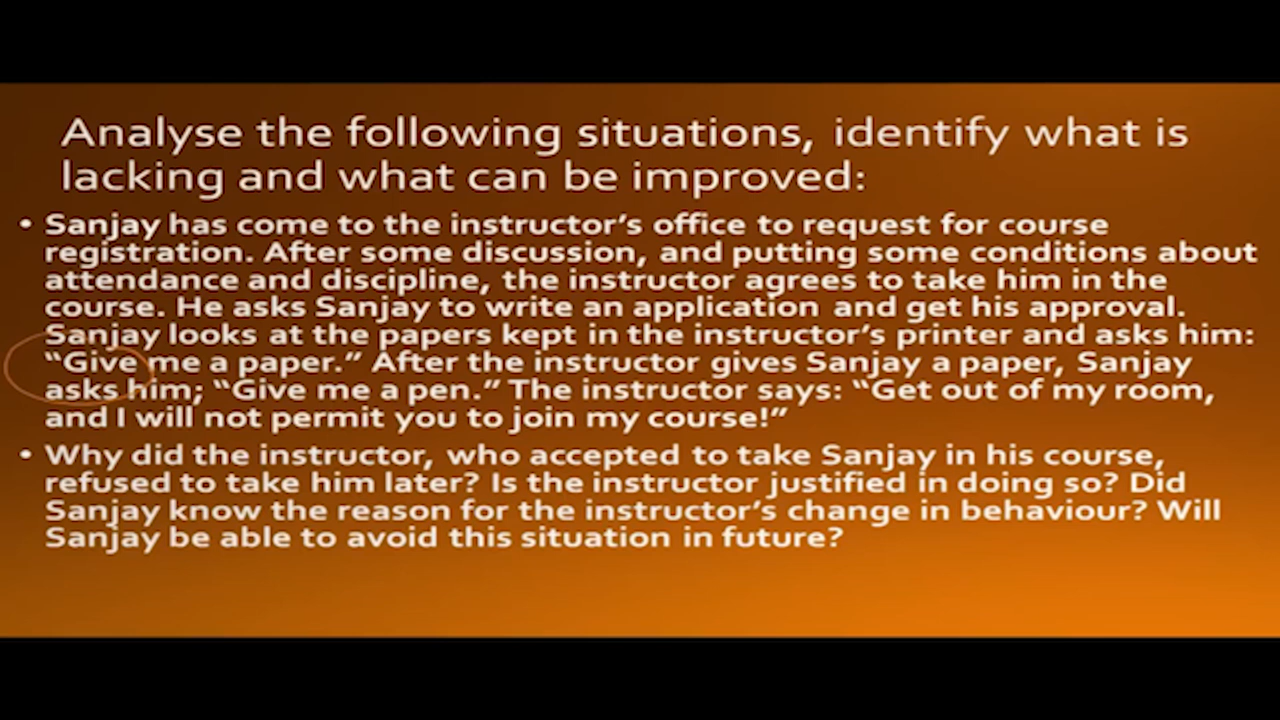 Analyse the following situations, identify what is
lacking and what can be improved:
• Sanjay has come to the instructor's office to request for course
registration. After some discussion, and putting some conditions about
attendance and discipline, the instructor agrees to take him in the
course. He asks Sanjay to write an application and get his approval.
Sanjay looks at the papers kept in the instructor's printer and asks him:
“Give me a paper.” After the instructor gives Sanjay a paper, Sanjay
asks him; “Give me a pen.” The instructor says: “Get out of my room,
and I will not permit you to join my course!”
• Why did the instructor, who accepted to take Sanjay in his course,
refused to take him later? Is the instructor justified in doing so? Did
Sanjay know the reason for the instructor's change in behaviour? Will
Sanjay be able to avoid this situation in future?